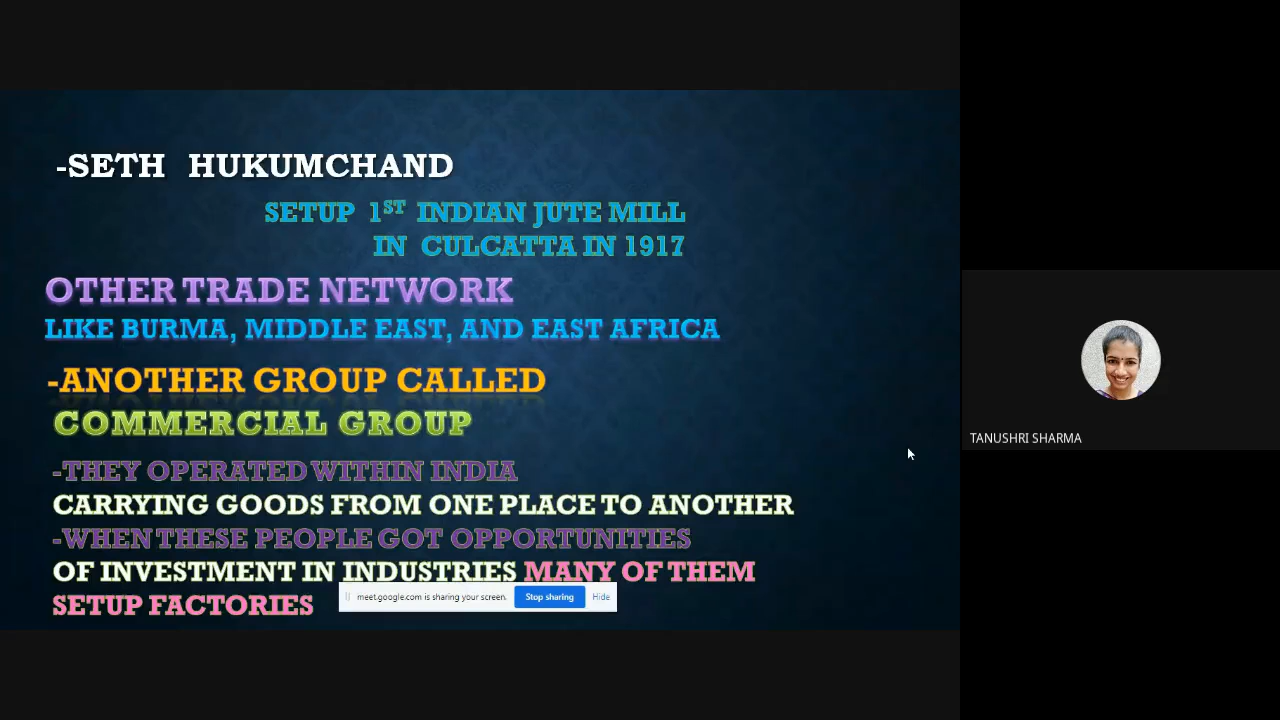 -SETH HUKUMCHAND
SETUP 1ST INDIAN JUTE MILL
IN CULCATTA IN 1917
OTHER TRADE NETWORK
LIKE BURMA, MIDDLE EAST, AND EAST AFRICA
-ANOTHER GROUP CALLED
COMMERCIAL GROUP
-THEY OPERATED WITHIN INDIA
CARRYING GOODS FROM ONE PLACE TO ANOTHER
-WHEN THESE PEOPLE GOT OPPORTUNITIES
OF INVESTMENT IN INDUSTRIES MANY OF THEM
SETUP FACTORIES
meet.google.com is sharing your screen. Stop sharing Hide
TANUSHRI SHARMA